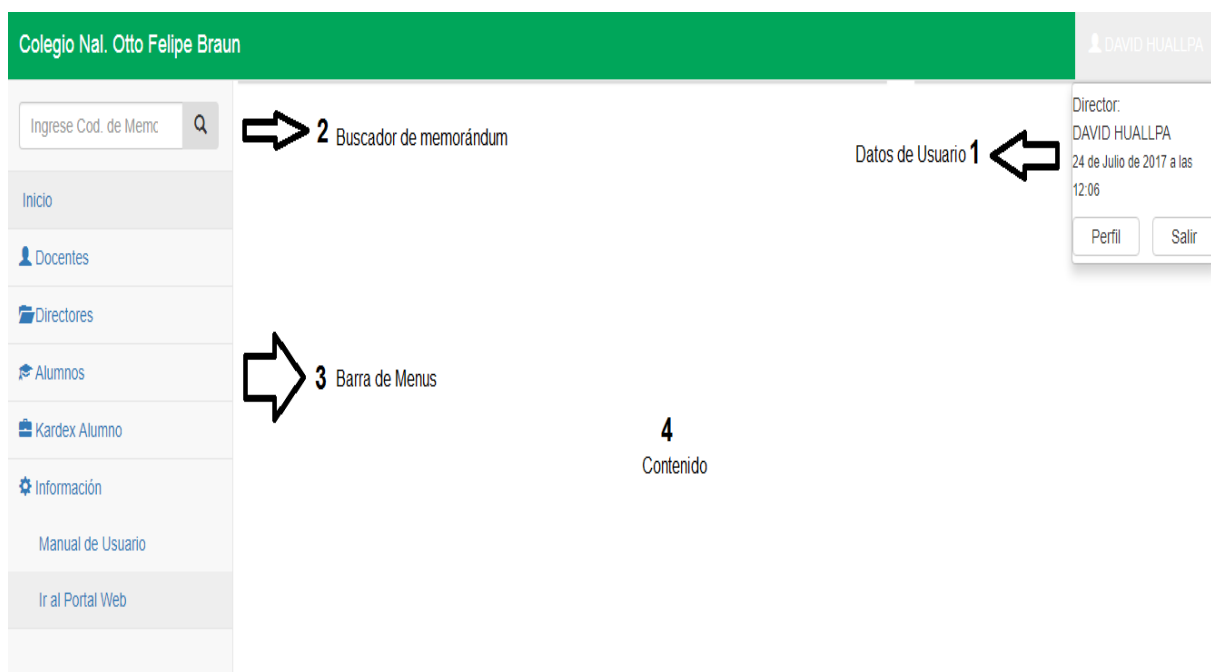 Colegio Nal. Otto Felipe Braun
DAVID HUALLPA
Ingrese Cod. de Memc
2 Buscador de memorándum
Datos de Usuario 1
Director:
DAVID HUALLPA
24 de Julio de 2017 a las
12:06
Perfil Salir
Inicio
Docentes
Directores
Alumnos
3 Barra de Menus
Kardex Alumno
4
Contenido
Información
Manual de Usuario
Ir al Portal Web